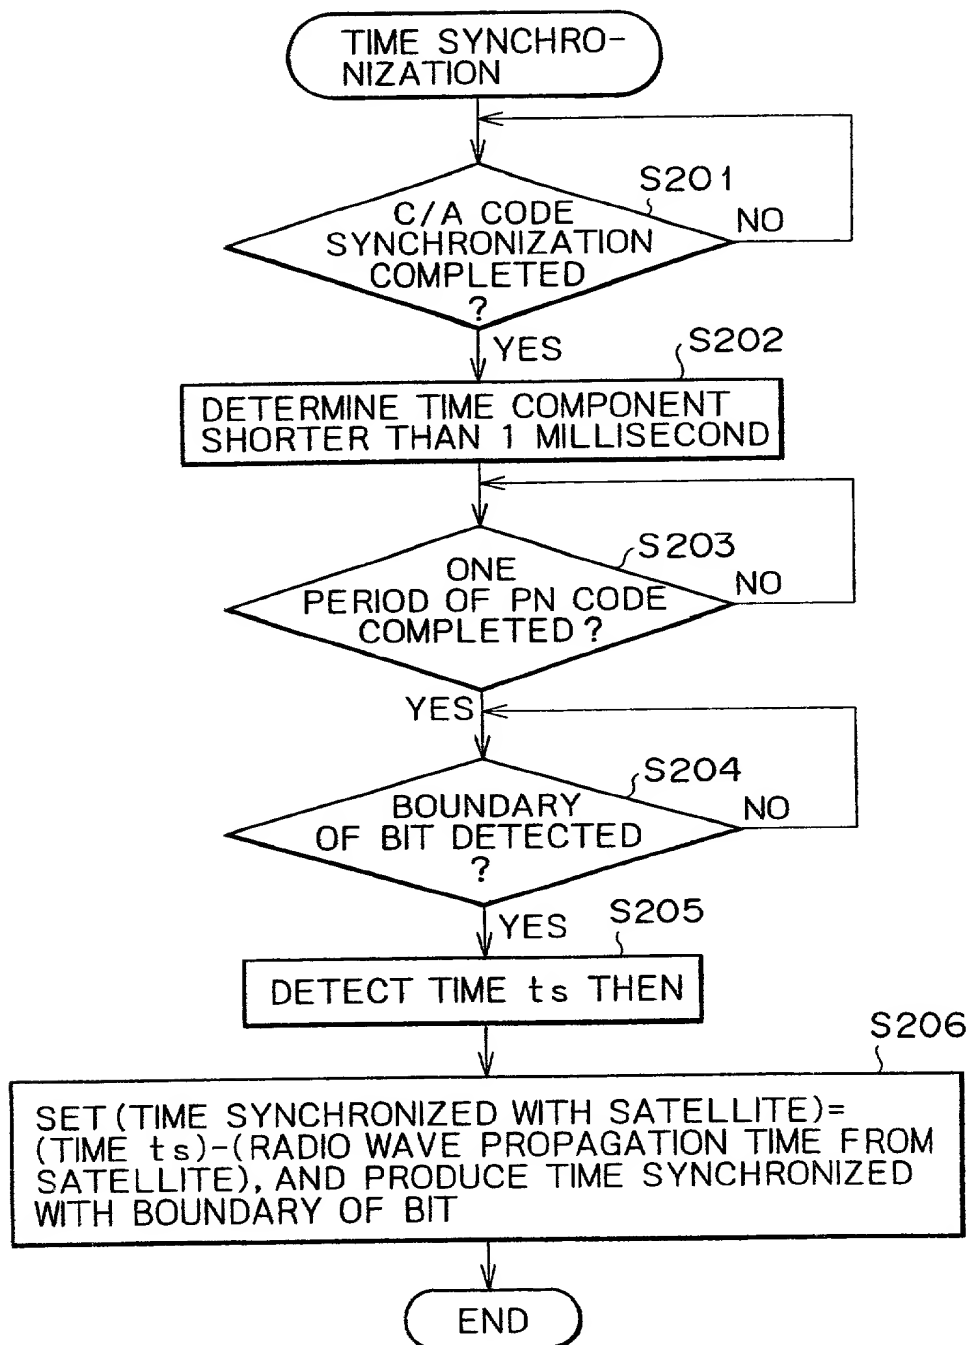 TIME SYNCHRO-
NIZATION
S201
C/A CODE
SYNCHRONIZATION
COMPLETED
?
NO
YES
S202
DETERMINE TIME COMPONENT
SHORTER THAN 1 MILLISECOND
S203
ONE
PERIOD OF PN CODE
COMPLETED?
NO
YES
S204
BOUNDARY
OF BIT DETECTED
?
NO
YES
S205
DETECT TIME ts THEN
S206
SET (TIME SYNCHRONIZED WITH SATELLITE)=
(TIME ts)-(RADIO WAVE PROPAGATION TIME FROM
SATELLITE), AND PRODUCE TIME SYNCHRONIZED
WITH BOUNDARY OF BIT
END